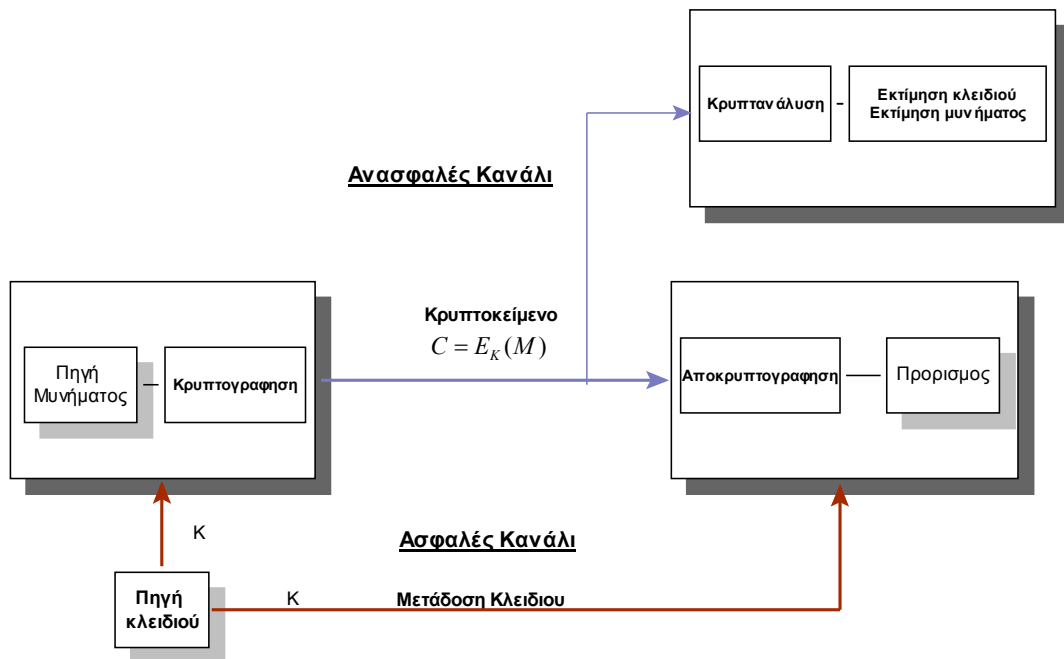 Κρυπτανάλυση
Εκτίμηση κλειδιού
Εκτίμηση μυνήματος
Ανασφαλές Κανάλι
Κρυπτοκείμενο
C = E_K(M)
Πηγή
Μυνήματος
Κρυπτογραφηση
Αποκρυπτογραφηση
Προρισμος
K
Ασφαλές Κανάλι
Πηγή
κλειδιού
K
Μετάδοση Κλειδιου